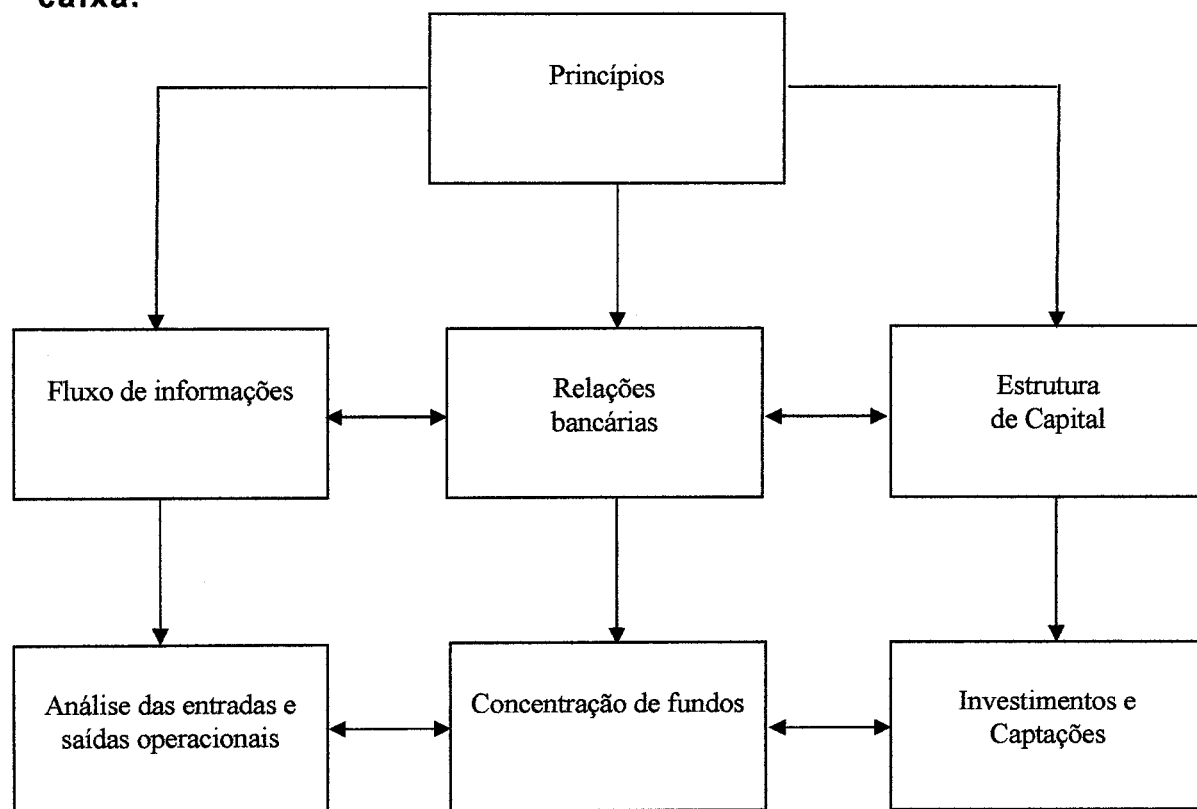 caixa.
Princípios
Fluxo de informações
Relações
bancárias
Estrutura
de Capital
Análise das entradas e
saídas operacionais
Concentração de fundos
Investimentos e
Captações